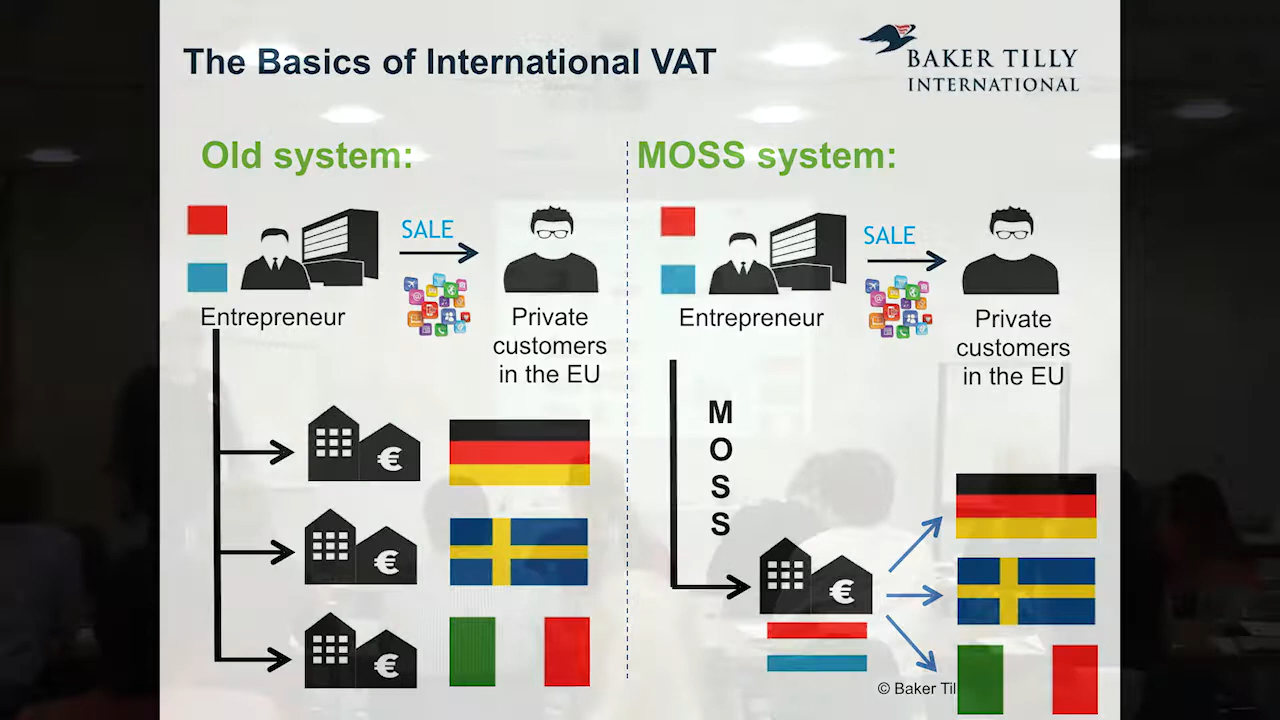 The Basics of International VAT
BAKER TILLY
INTERNATIONAL
Old system:
SALE
Entrepreneur
Private
customers
in the EU
€
€
€
MOSS system:
SALE
Entrepreneur
Private
customers
in the EU
M
O
S
S
€
© Baker Til